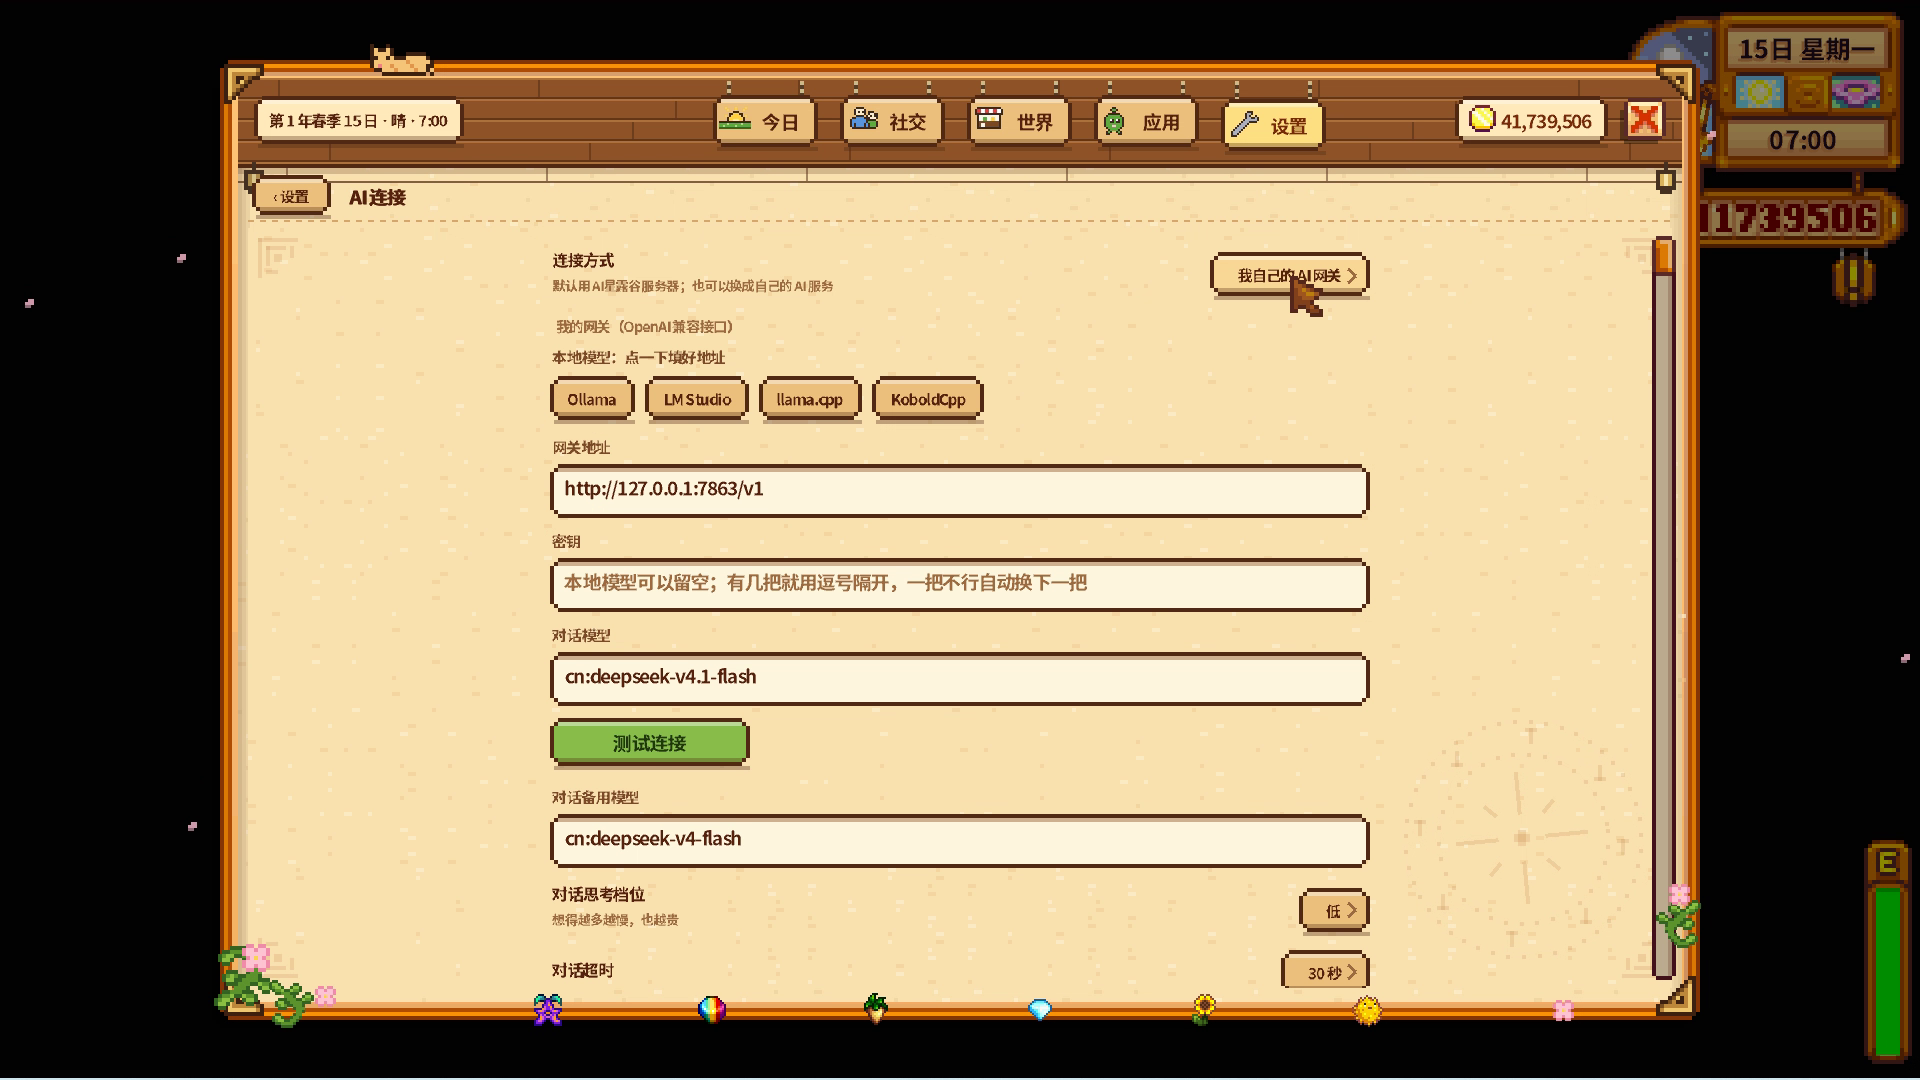 15日 星期一
第1年春季15日·晴·7:00
今日
社交
世界
应用
设置
41,739,506
07:00
‹设置
AI连接
11739506
连接方式
默认用AI星露谷服务器；也可以换成自己的AI服务
我自己的AI网关
我的网关（OpenAI兼容接口）
本地模型：点一下填好地址
Ollama
LM Studio
llama.cpp
KoboldCpp
网关地址
http://127.0.0.1:7863/v1
密钥
本地模型可以留空；有几把就用逗号隔开，一把不行自动换下一把
对话模型
cn:deepseek-v4.1-flash
测试连接
对话备用模型
cn:deepseek-v4-flash
对话思考档位
想得越多越慢，也越贵
低
对话超时
30秒
E